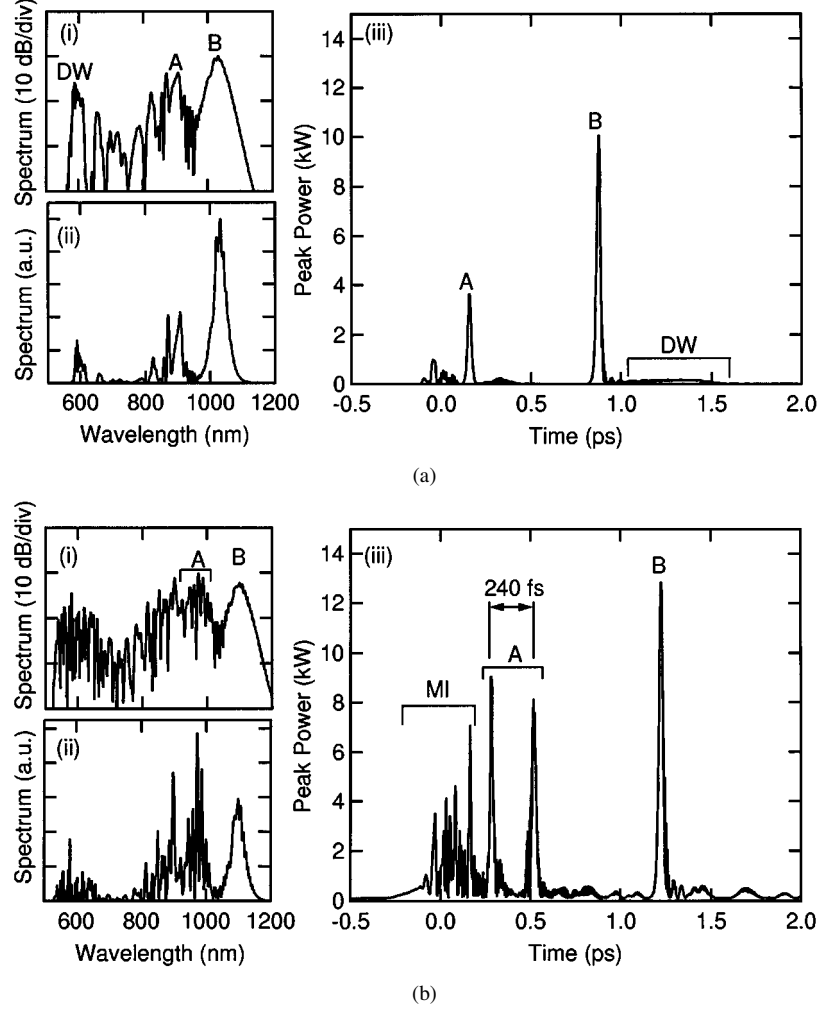 (i)
Spectrum (10 dB/div)
DW
A
B
(ii)
Spectrum (a.u.)
600 800 1000 1200
Wavelength (nm)
(iii)
Peak Power (kW)
14
12
10
8
6
4
2
0
A
B
DW
-0.5 0.0 0.5 1.0 1.5 2.0
Time (ps)
(a)
(i)
Spectrum (10 dB/div)
A
B
(ii)
Spectrum (a.u.)
600 800 1000 1200
Wavelength (nm)
(iii)
Peak Power (kW)
14
12
10
8
6
4
2
0
240 fs
A
MI
B
-0.5 0.0 0.5 1.0 1.5 2.0
Time (ps)
(b)